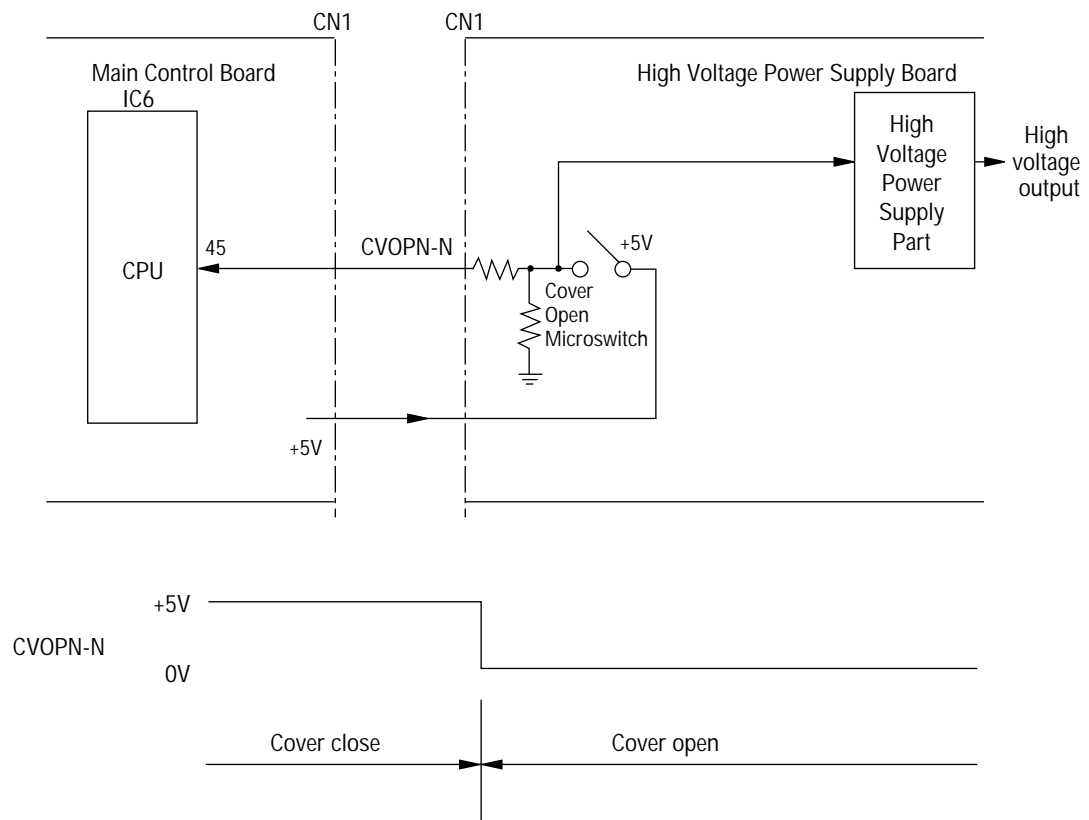 CN1
CN1
Main Control Board
IC6
High Voltage Power Supply Board
High
Voltage
Power
Supply
Part
High
voltage
output
45
CVOPN-N
+5V
CPU
Cover
Open
Microswitch
+5V
+5V
CVOPN-N
0V
Cover close
Cover open